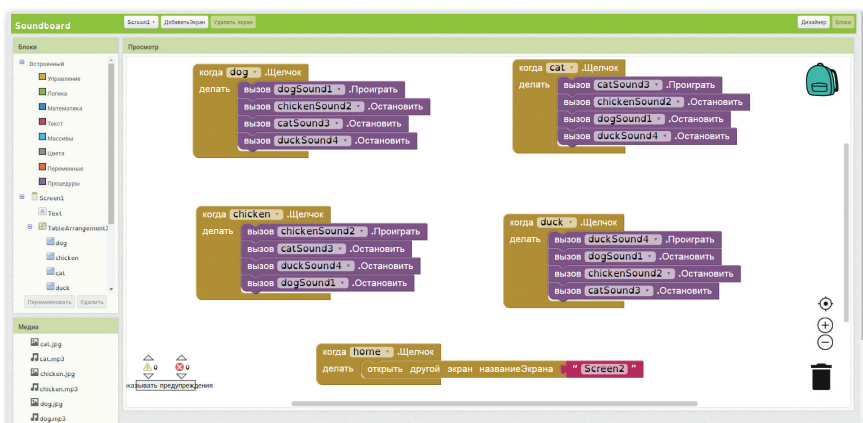 Soundboard
Screen1
ДобавитьЭкран
Удалить экран
Дизайнер
Блоки
Блоки
Встроенный
Управление
Логика
Математика
Текст
Массивы
Цвета
Переменные
Процедуры
Screen1
Text
TableArrangement1
dog
chicken
cat
duck
Переименовать
Удалить
Медиа
cat.jpg
cat.mp3
chicken.jpg
chicken.mp3
dog.jpg
dog.mp3
Просмотр
когда dog .Щелчок
делать вызов dogSound1 .Проиграть
вызов chickenSound2 .Остановить
вызов catSound3 .Остановить
вызов duckSound4 .Остановить
когда cat .Щелчок
делать вызов catSound3 .Проиграть
вызов chickenSound2 .Остановить
вызов dogSound1 .Остановить
вызов duckSound4 .Остановить
когда chicken .Щелчок
делать вызов chickenSound2 .Проиграть
вызов catSound3 .Остановить
вызов duckSound4 .Остановить
вызов dogSound1 .Остановить
когда duck .Щелчок
делать вызов duckSound4 .Проиграть
вызов dogSound1 .Остановить
вызов chickenSound2 .Остановить
вызов catSound3 .Остановить
когда home .Щелчок
делать открыть другой экран названиеЭкрана " Screen2 "
0 0
казывать предупреждения